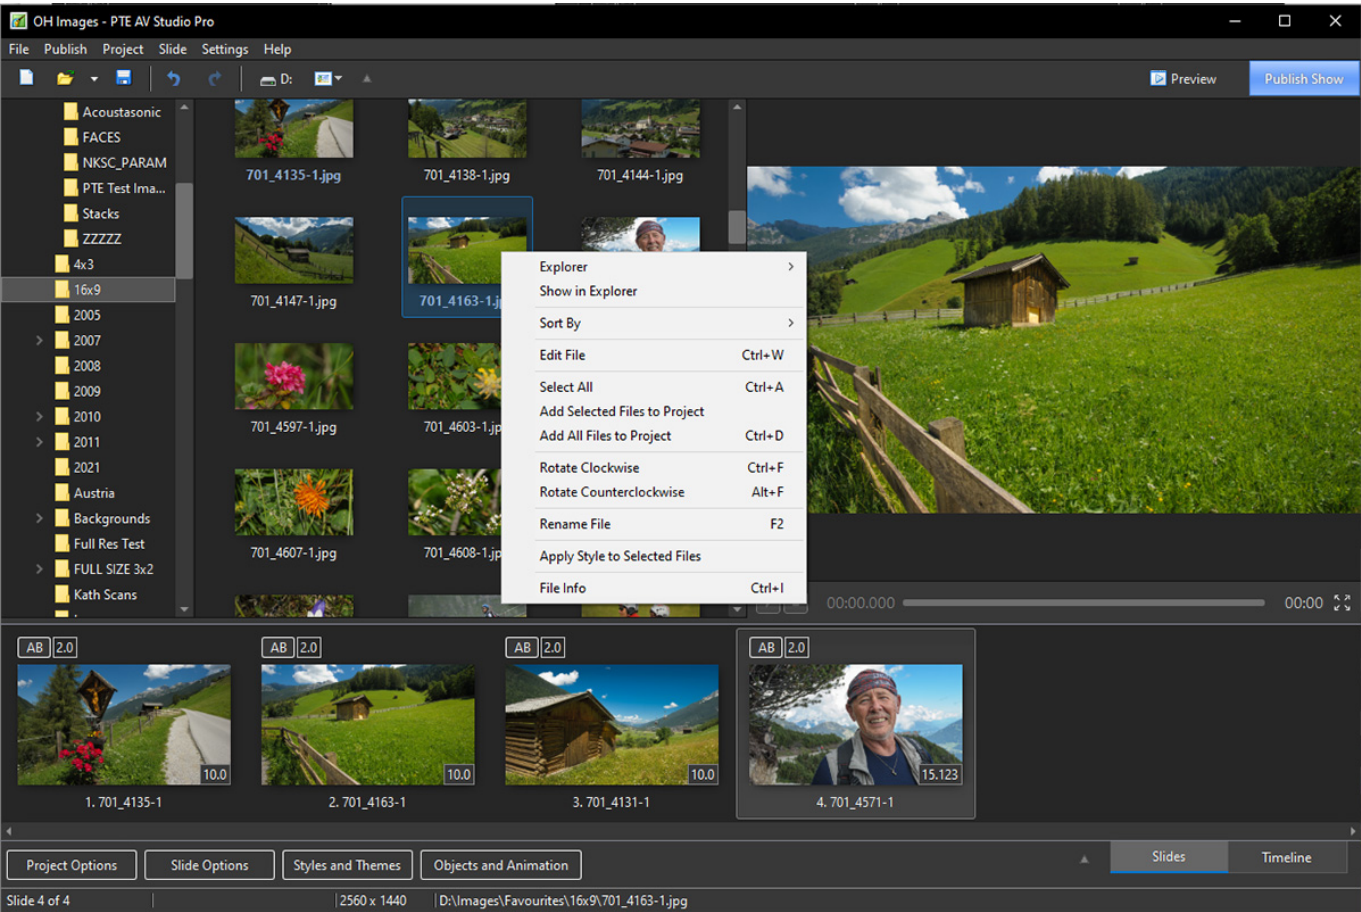 OH Images - PTE AV Studio Pro
File Publish Project Slide Settings Help
D:
Preview
Publish Show
Acoustasonic
FACES
NKSC_PARAM
PTE Test Ima...
Stacks
ZZZZZ
4x3
16x9
2005
2007
2008
2009
2010
2011
2021
Austria
Backgrounds
Full Res Test
FULL SIZE 3x2
Kath Scans
701_4135-1.jpg 701_4138-1.jpg 701_4144-1.jpg
701_4147-1.jpg 701_4163-1.j
701_4597-1.jpg 701_4603-1.jp
701_4607-1.jpg 701_4608-1.jp
Explorer
Show in Explorer
Sort By
Edit File Ctrl+W
Select All Ctrl+A
Add Selected Files to Project
Add All Files to Project Ctrl+D
Rotate Clockwise Ctrl+F
Rotate Counterclockwise Alt+F
Rename File F2
Apply Style to Selected Files
File Info Ctrl+I
00:00.000 00:00
AB 2.0 AB 2.0 AB 2.0 AB 2.0
10.0 10.0 10.0 15.123
1. 701_4135-1 2. 701_4163-1 3. 701_4131-1 4. 701_4571-1
Project Options Slide Options Styles and Themes Objects and Animation Slides Timeline
Slide 4 of 4 2560 x 1440 D:\Images\Favourites\16x9\701_4163-1.jpg